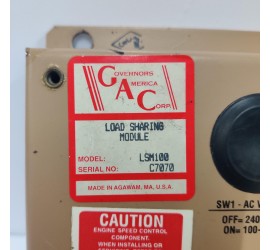 GOVERNORS
AMERICA
GAC CORP.
LOAD SHARING
MODULE
MODEL: LSM100
SERIAL NO: C7070
MADE IN AGAWAM, MA, U.S.A.
SW1 - AC V
OFF= 240
ON= 100-
CAUTION
ENGINE SPEED CONTROL
COMPONENT.
WHEN INSTALLING OR